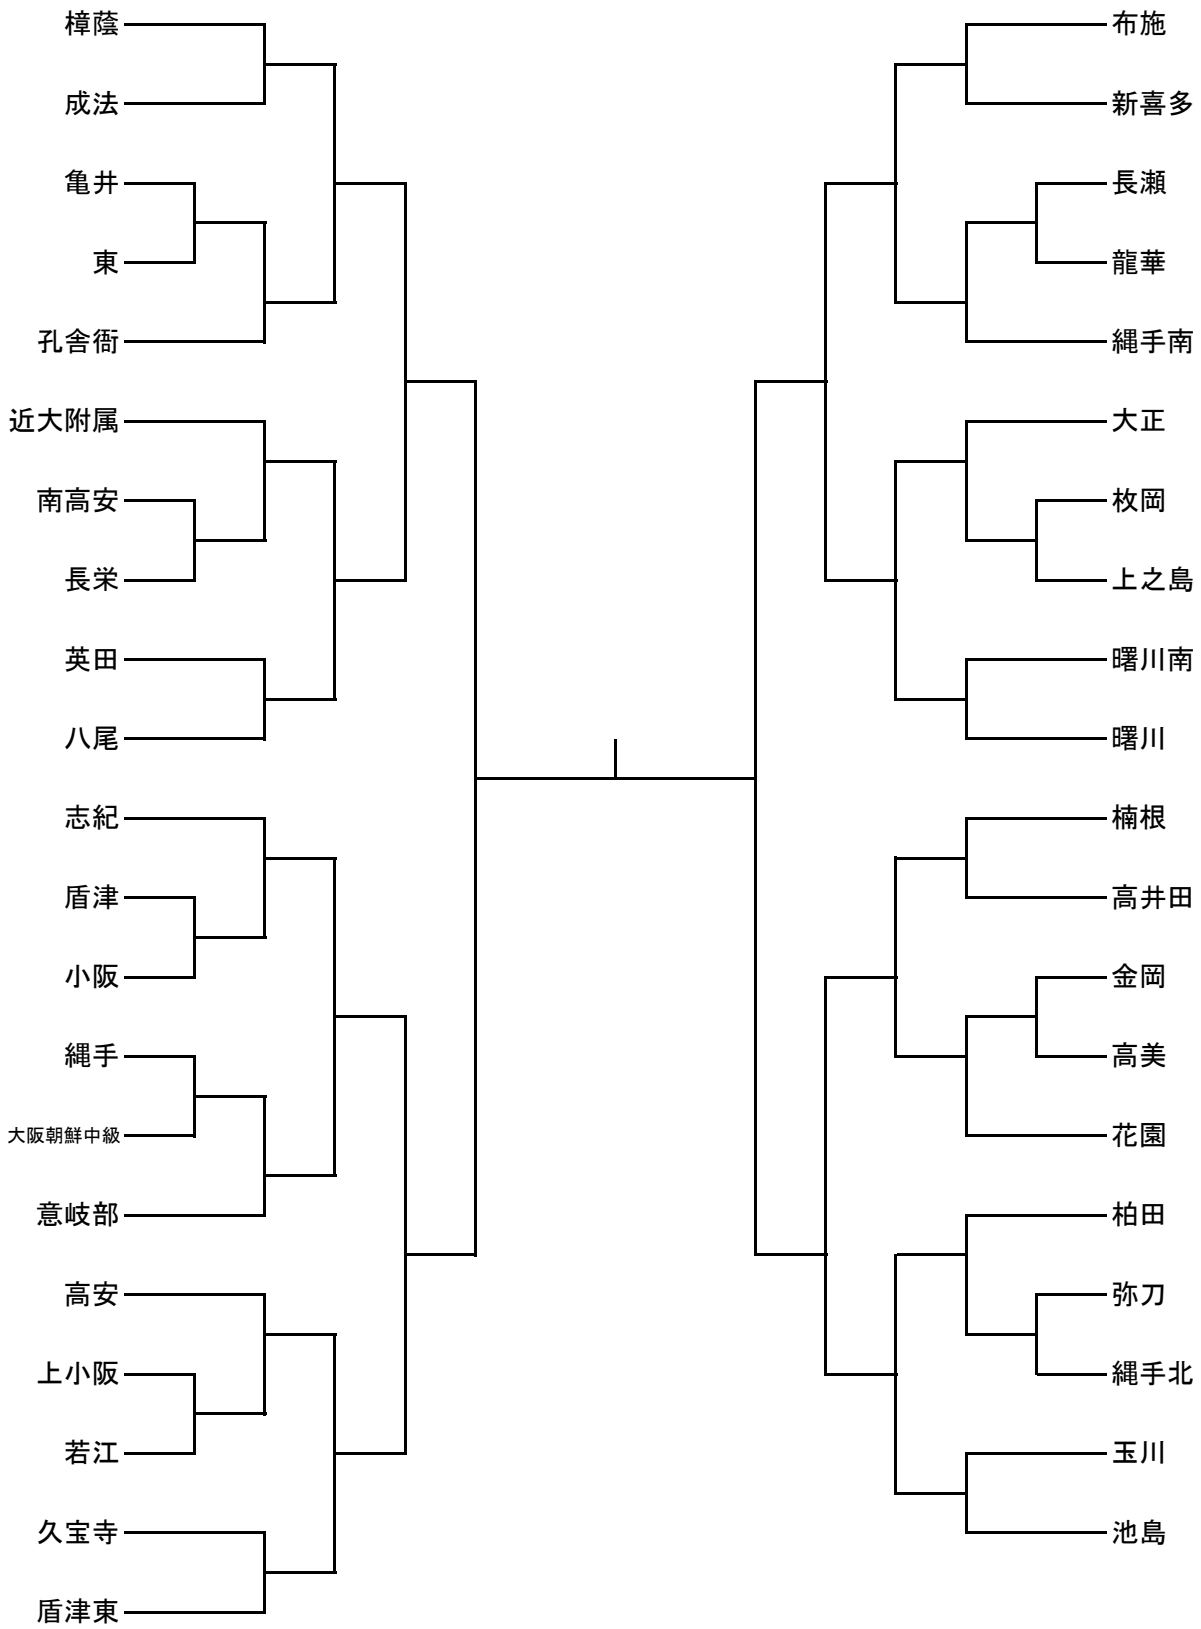 樟蔭
成法
亀井
東
孔舎衙
近大附属
南高安
長栄
英田
八尾
志紀
盾津
小阪
縄手
大阪朝鮮中級
意岐部
高安
上小阪
若江
久宝寺
盾津東
布施
新喜多
長瀬
龍華
縄手南
大正
枚岡
上之島
曙川南
曙川
楠根
高井田
金岡
高美
花園
柏田
弥刀
縄手北
玉川
池島